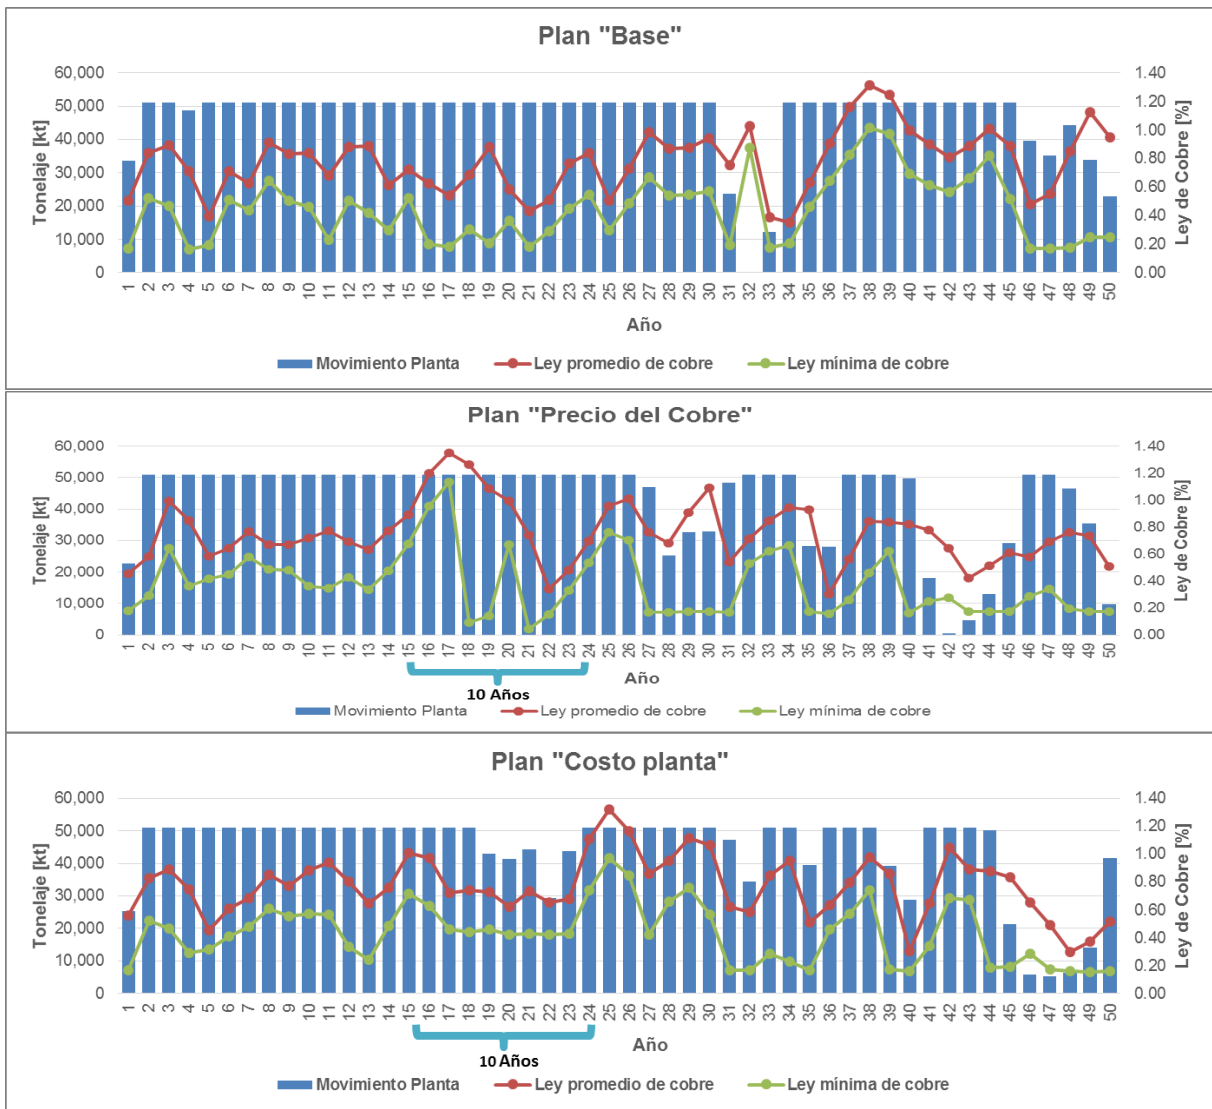 Plan "Base"
Tonelaje [kt]
60,000
50,000
40,000
30,000
20,000
10,000
0
1.40
1.20
1.00
0.80
0.60
0.40
0.20
0.00
Ley de Cobre [%]
1 2 3 4 5 6 7 8 9 10 11 12 13 14 15 16 17 18 19 20 21 22 23 24 25 26 27 28 29 30 31 32 33 34 35 36 37 38 39 40 41 42 43 44 45 46 47 48 49 50
Año
Movimiento Planta Ley promedio de cobre Ley mínima de cobre
Plan "Precio del Cobre"
Tonelaje [kt]
60,000
50,000
40,000
30,000
20,000
10,000
0
1.40
1.20
1.00
0.80
0.60
0.40
0.20
0.00
Ley de Cobre [%]
1 2 3 4 5 6 7 8 9 10 11 12 13 14 15 16 17 18 19 20 21 22 23 24 25 26 27 28 29 30 31 32 33 34 35 36 37 38 39 40 41 42 43 44 45 46 47 48 49 50
Año
10 Años
Movimiento Planta Ley promedio de cobre Ley mínima de cobre
Plan "Costo planta"
Tonelaje [kt]
60,000
50,000
40,000
30,000
20,000
10,000
0
1.40
1.20
1.00
0.80
0.60
0.40
0.20
0.00
Ley de Cobre [%]
1 2 3 4 5 6 7 8 9 10 11 12 13 14 15 16 17 18 19 20 21 22 23 24 25 26 27 28 29 30 31 32 33 34 35 36 37 38 39 40 41 42 43 44 45 46 47 48 49 50
Año
10 Años
Movimiento Planta Ley promedio de cobre Ley mínima de cobre